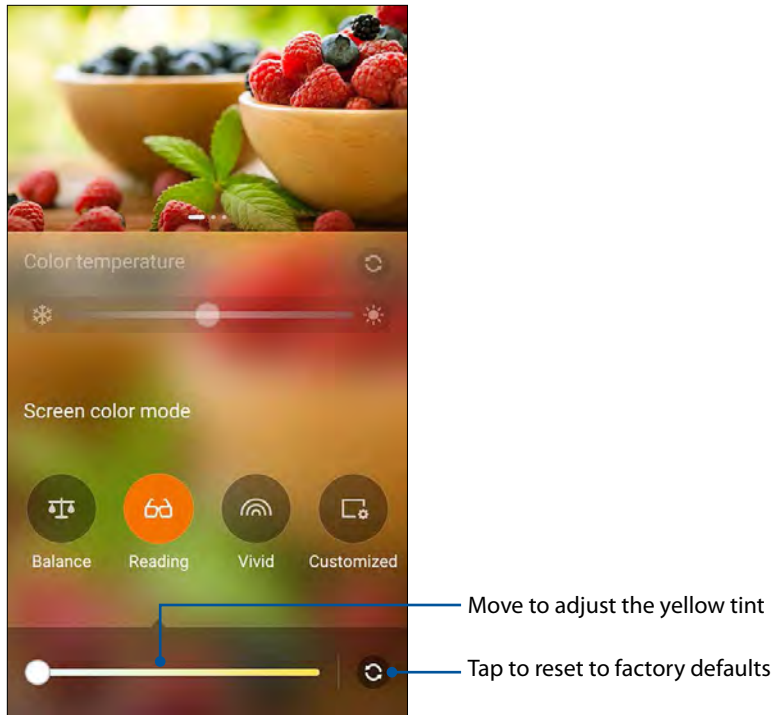 Color temperature
Screen color mode
Balance Reading Vivid Customized
Move to adjust the yellow tint
Tap to reset to factory defaults